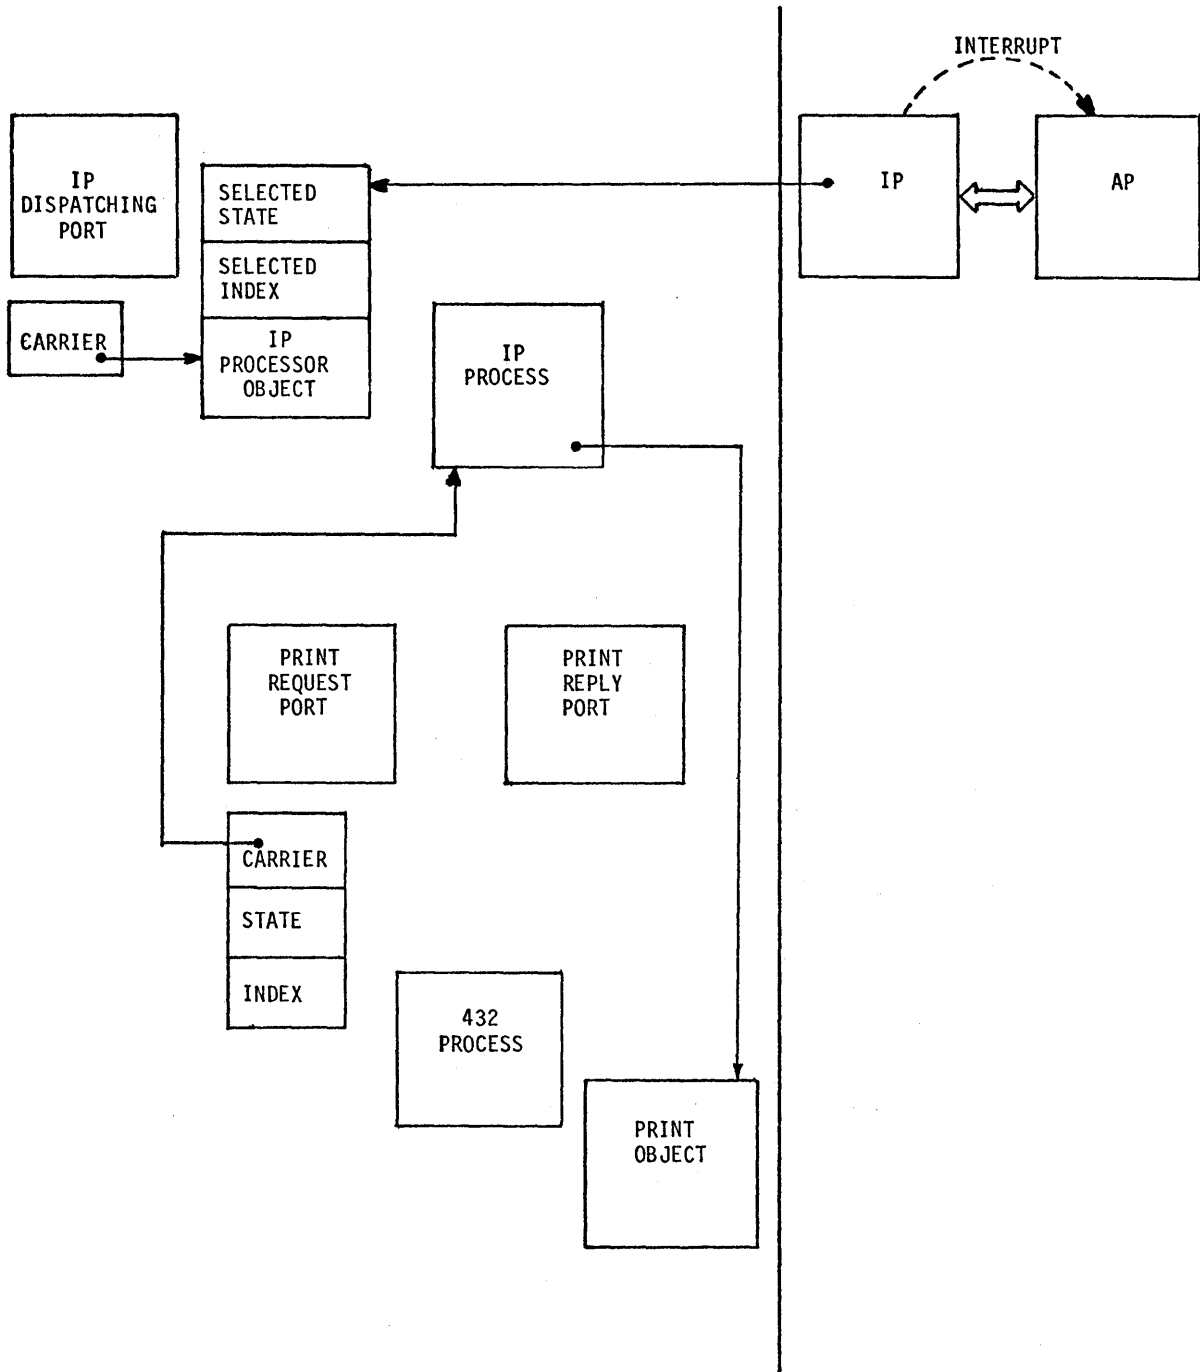 INTERRUPT
IP
DISPATCHING
PORT
SELECTED
STATE
SELECTED
INDEX
IP
PROCESSOR
OBJECT
CARRIER
IP
PROCESS
IP
AP
PRINT
REQUEST
PORT
PRINT
REPLY
PORT
CARRIER
STATE
INDEX
432
PROCESS
PRINT
OBJECT